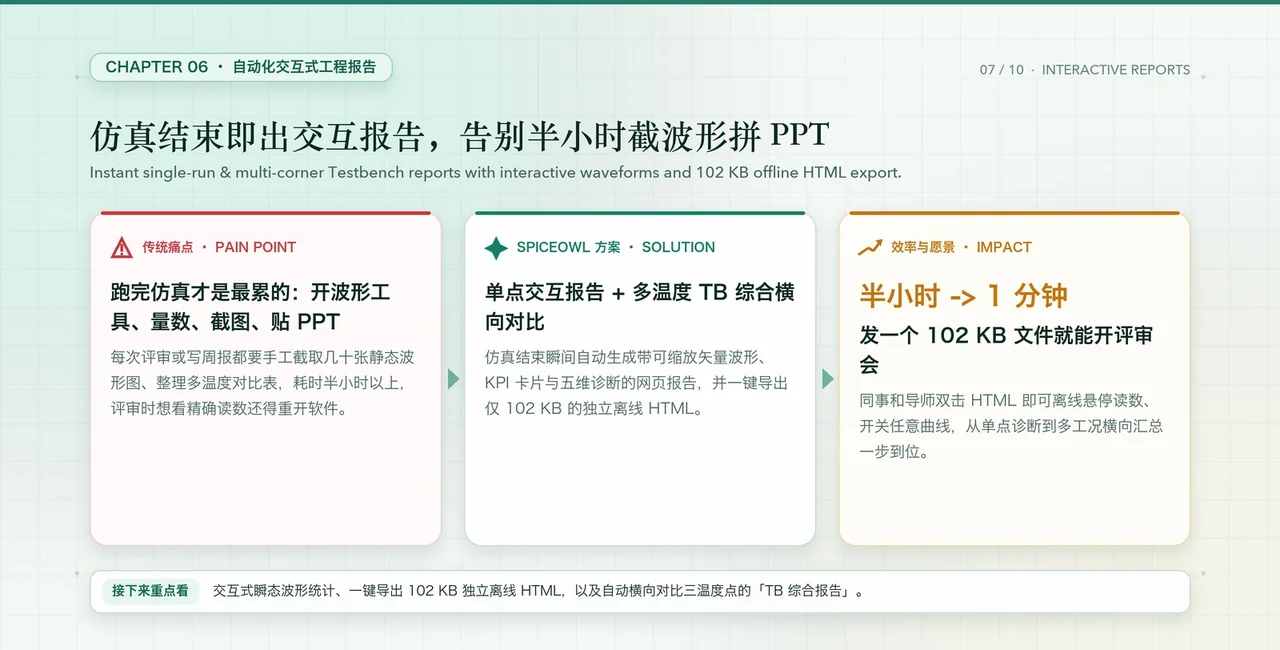 CHAPTER 06 · 自动化交互式工程报告
07 / 10 · INTERACTIVE REPORTS
仿真结束即出交互报告，告别半小时截波形拼 PPT
Instant single-run & multi-corner Testbench reports with interactive waveforms and 102 KB offline HTML export.
传统痛点 · PAIN POINT
跑完仿真才是最累的：开波形工
具、量数、截图、贴 PPT
每次评审或写周报都要手工截取几十张静态波
形图、整理多温度对比表，耗时半小时以上，
评审时想看精确读数还得重开软件。
SPICEOWL 方案 · SOLUTION
单点交互报告 + 多温度 TB 综合横
向对比
仿真结束瞬间自动生成带可缩放矢量波形、
KPI 卡片与五维诊断的网页报告，并一键导出
仅 102 KB 的独立离线 HTML。
效率与愿景 · IMPACT
半小时 -> 1 分钟
发一个 102 KB 文件就能开评审
会
同事和导师双击 HTML 即可离线悬停读数、
开关任意曲线，从单点诊断到多工况横向汇总
一步到位。
接下来重点看
交互式瞬态波形统计、一键导出 102 KB 独立离线 HTML，以及自动横向对比三温度点的「TB 综合报告」。